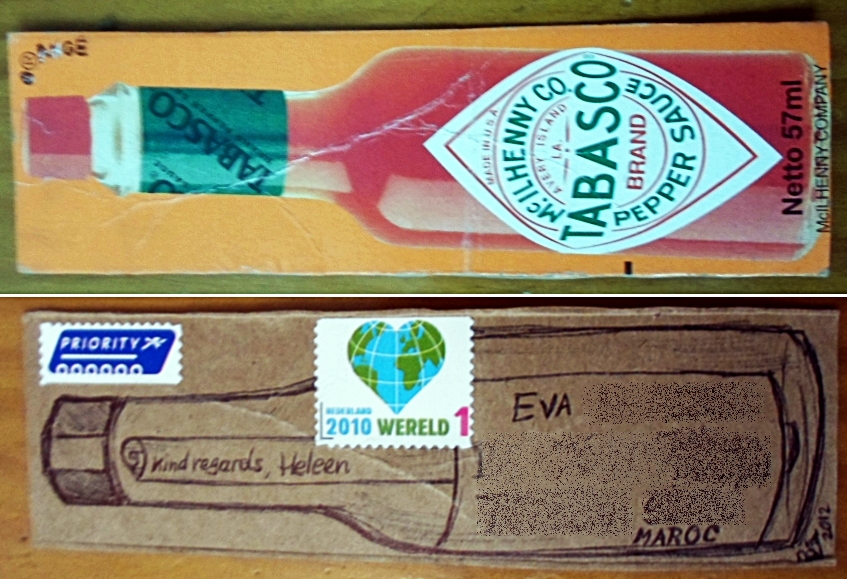 TABASCO
TABASCO
McILHENNY CO.
MADE IN U.S.A.
AVERY ISLAND
LA.
TABASCO
BRAND
PEPPER SAUCE
Netto 57ml
McILHENNY COMPANY
PRIORITY
NEDERLAND
2010 WERELD 1
EVA
Kind regards, Heleen
MAROC
2012